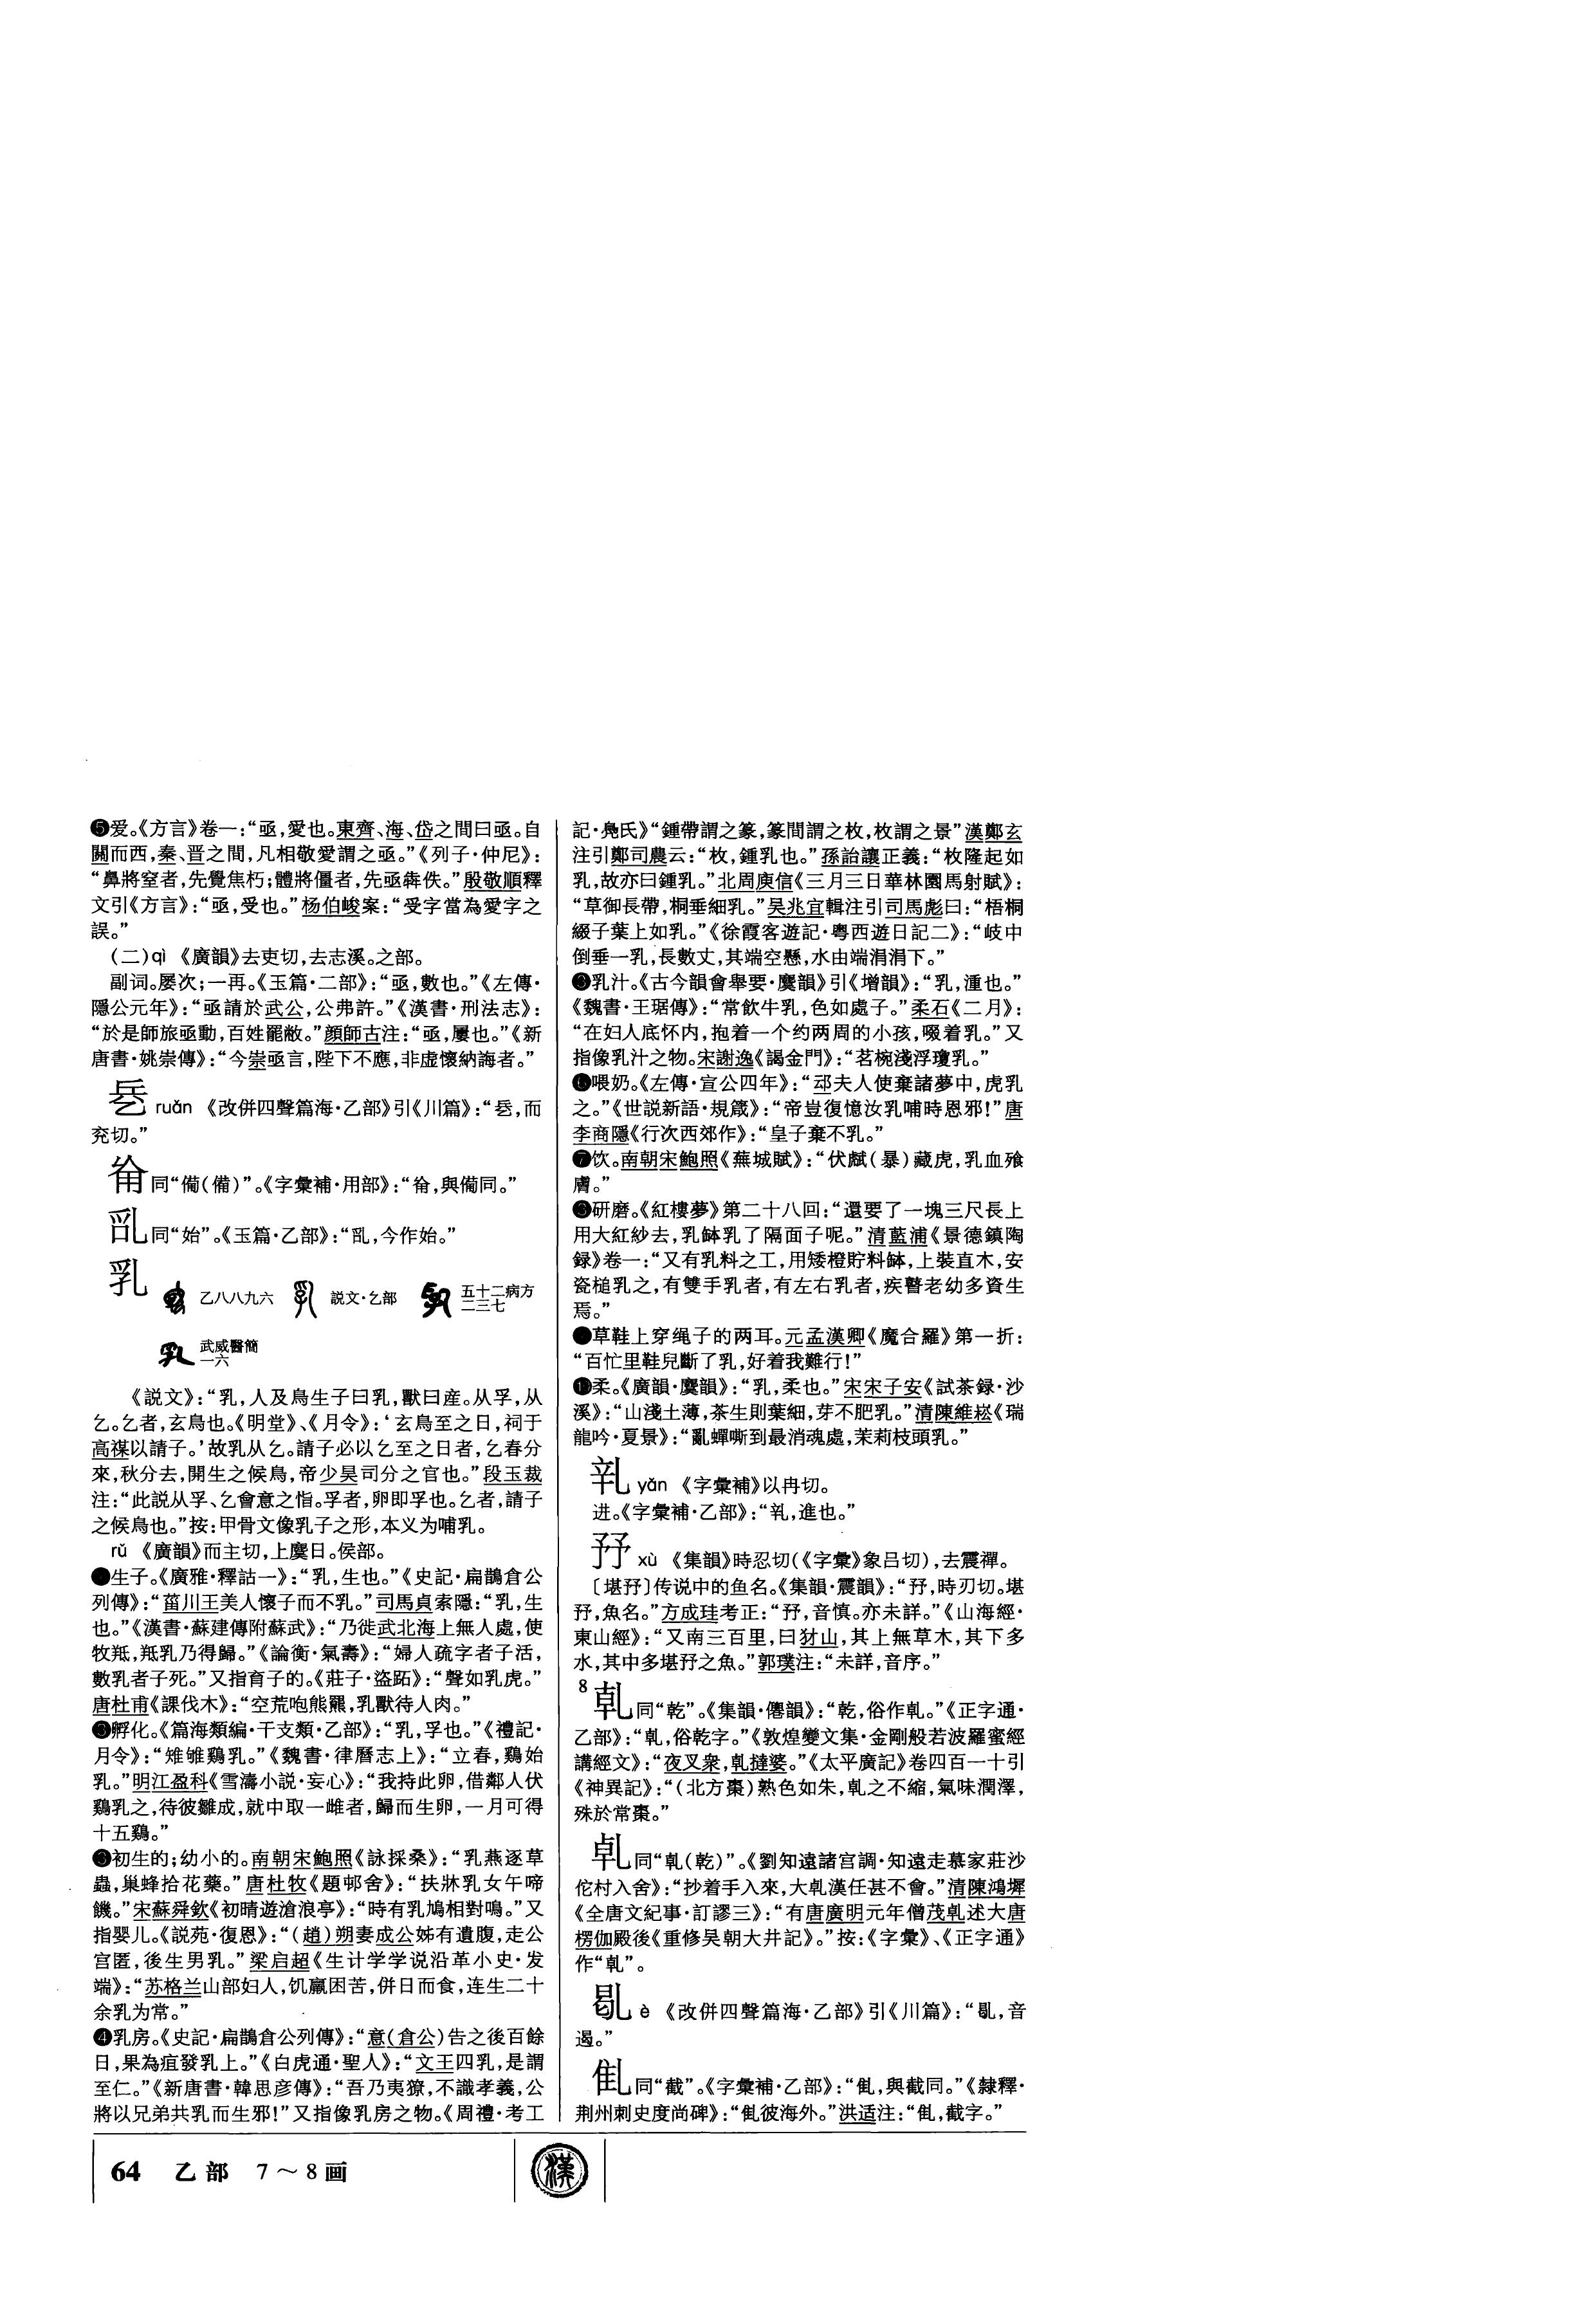 ❺爱。《方言》卷一：“亟，愛也。東齊、海、岱之間曰亟。自
關而西，秦、晋之間，凡相敬愛謂之亟。”《列子·仲尼》：
“鼻將窒者，先覺焦朽；體將僵者，先亟犇佚。”殷敬順釋
文引《方言》：“亟，受也。”杨伯峻案：“受字當為愛字之
誤。”
（二）qì 《廣韻》去吏切，去志溪。之部。
副词。屡次；一再。《玉篇·二部》：“亟，數也。”《左傳·
隱公元年》：“亟請於武公，公弗許。”《漢書·刑法志》：
“於是師旅亟動，百姓罷敝。”顔師古注：“亟，屢也。”《新
唐書·姚崇傳》：“今崇亟言，陛下不應，非虚懷納誨者。”
ruǎn 《改併四聲篇海·乙部》引《川篇》：“，而
兖切。”
同“僃（備）”。《字彙補·用部》：“，與僃同。”
乨同“始”。《玉篇·乙部》：“乨，今作始。”
乳 乙八八九六 説文·乞部 五十二病方
二三七
武威醫簡
一六
《説文》：“乳，人及鳥生子曰乳，獸曰産。从孚，从
乞。乞者，玄鳥也。《明堂》、《月令》：‘玄鳥至之日，祠于
高禖以請子。’故乳从乞。請子必以乞至之日者，乞春分
來，秋分去，開生之候鳥，帝少昊司分之官也。”段玉裁
注：“此説从孚、乞會意之恉。孚者，卵即孚也。乞者，請子
之候鳥也。”按：甲骨文像乳子之形，本义为哺乳。
rǔ 《廣韻》而主切，上麌日。侯部。
生子。《廣雅·釋詁一》：“乳，生也。”《史記·扁鵲倉公
列傳》：“菑川王美人懷子而不乳。”司馬貞索隱：“乳，生
也。”《漢書·蘇建傳附蘇武》：“乃徙武北海上無人處，使
牧羝，羝乳乃得歸。”《論衡·氣壽》：“婦人疏字者子活，
數乳者子死。”又指育子的。《莊子·盜跖》：“聲如乳虎。”
唐杜甫《課伐木》：“空荒咆熊羆，乳獸待人肉。”
孵化。《篇海類編·干支類·乙部》：“乳，孚也。”《禮記·
月令》：“雉雊鷄乳。”《魏書·律曆志上》：“立春，鷄始
乳。”明江盈科《雪濤小説·妄心》：“我持此卵，借鄰人伏
鷄乳之，待彼雛成，就中取一雌者，歸而生卵，一月可得
十五鷄。”
❸初生的；幼小的。南朝宋鮑照《詠採桑》：“乳燕逐草
蟲，巢蜂拾花藥。”唐杜牧《題邨舍》：“扶牀乳女午啼
饑。”宋蘇舜欽《初晴遊滄浪亭》：“時有乳鳩相對鳴。”又
指婴儿。《説苑·復恩》：“（趙）朔妻成公姊有遺腹，走公
宫匿，後生男乳。”梁启超《生计学学说沿革小史·发
端》：“苏格兰山部妇人，饥羸困苦，併日而食，连生二十
余乳为常。”
❹乳房。《史記·扁鵲倉公列傳》：“意（倉公）告之後百餘
日，果為疽發乳上。”《白虎通·聖人》：“文王四乳，是謂
至仁。”《新唐書·韓思彦傳》：“吾乃夷獠，不識孝義，公
將以兄弟共乳而生邪！”又指像乳房之物。《周禮·考工
記·鳧氏》“鍾帶謂之篆，篆間謂之枚，枚謂之景”漢鄭玄
注引鄭司農云：“枚，鍾乳也。”孫詒讓正義：“枚隆起如
乳，故亦曰鍾乳。”北周庾信《三月三日華林園馬射賦》：
“草御長帶，桐垂細乳。”吴兆宜輯注引司馬彪曰：“梧桐
綴子葉上如乳。”《徐霞客遊記·粤西遊日記二》：“岐中
倒垂一乳，長數丈，其端空懸，水由端涓涓下。”
乳汁。《古今韻會舉要·麌韻》引《增韻》：“乳，湩也。”
《魏書·王琚傳》：“常飲牛乳，色如處子。”柔石《二月》：
“在妇人底怀内，抱着一个约两周的小孩，啜着乳。”又
指像乳汁之物。宋謝逸《謁金門》：“茗椀淺浮瓊乳。”
喂奶。《左傳·宣公四年》：“䢵夫人使棄諸夢中，虎乳
之。”《世説新語·規箴》：“帝豈復憶汝乳哺時恩邪！”唐
李商隱《行次西郊作》：“皇子棄不乳。”
❼饮。南朝宋鮑照《蕪城賦》：“伏虣（暴）藏虎，乳血飧
膚。”
研磨。《紅樓夢》第二十八回：“還要了一塊三尺長上
用大紅紗去，乳鉢乳了隔面子呢。”清藍浦《景德鎮陶
録》卷一：“又有乳料之工，用矮櫈貯料鉢，上裝直木，安
瓷槌乳之，有雙手乳者，有左右乳者，疾瞽老幼多資生
焉。”
草鞋上穿绳子的两耳。元孟漢卿《魔合羅》第一折：
“百忙里鞋兒斷了乳，好着我難行！”
柔。《廣韻·麌韻》：“乳，柔也。”宋宋子安《試茶録·沙
溪》：“山淺土薄，茶生則葉細，芽不肥乳。”清陳維崧《瑞
龍吟·夏景》：“亂蟬嘶到最消魂處，茉莉枝頭乳。”
yǎn 《字彙補》以冉切。
进。《字彙補·乙部》：“，進也。”
xù 《集韻》時忍切（《字彙》象吕切），去震禪。
〔堪㐨〕传说中的鱼名。《集韻·震韻》：“㐨，時刃切。堪
㐨，魚名。”方成珪考正：“㐨，音慎。亦未詳。”《山海經·
東山經》：“又南三百里，曰犲山，其上無草木，其下多
水，其中多堪㐨之魚。”郭璞注：“未詳，音序。”
8 乹同“乾”。《集韻·僊韻》：“乾，俗作乹。”《正字通·
乙部》：“乹，俗乾字。”《敦煌變文集·金剛般若波羅蜜經
講經文》：“夜叉衆，乹撻婆。”《太平廣記》卷四百一十引
《神異記》：“（北方棗）熟色如朱，乹之不縮，氣味潤澤，
殊於常棗。”
同“乹（乾）”。《劉知遠諸宫調·知遠走慕家莊沙
佗村入舍》：“抄着手入來，大漢任甚不會。”清陳鴻墀
《全唐文紀事·訂謬三》：“有唐廣明元年僧茂述大唐
楞伽殿後《重修吴朝大井記》。”按：《字彙》、《正字通》
作“乹”。
è 《改併四聲篇海·乙部》引《川篇》：“，音
遏。”
同“截”。《字彙補·乙部》：“，與截同。”《隸釋·
荆州刺史度尚碑》：“彼海外。”洪适注：“，截字。”
64 乙部 7～8画
漢